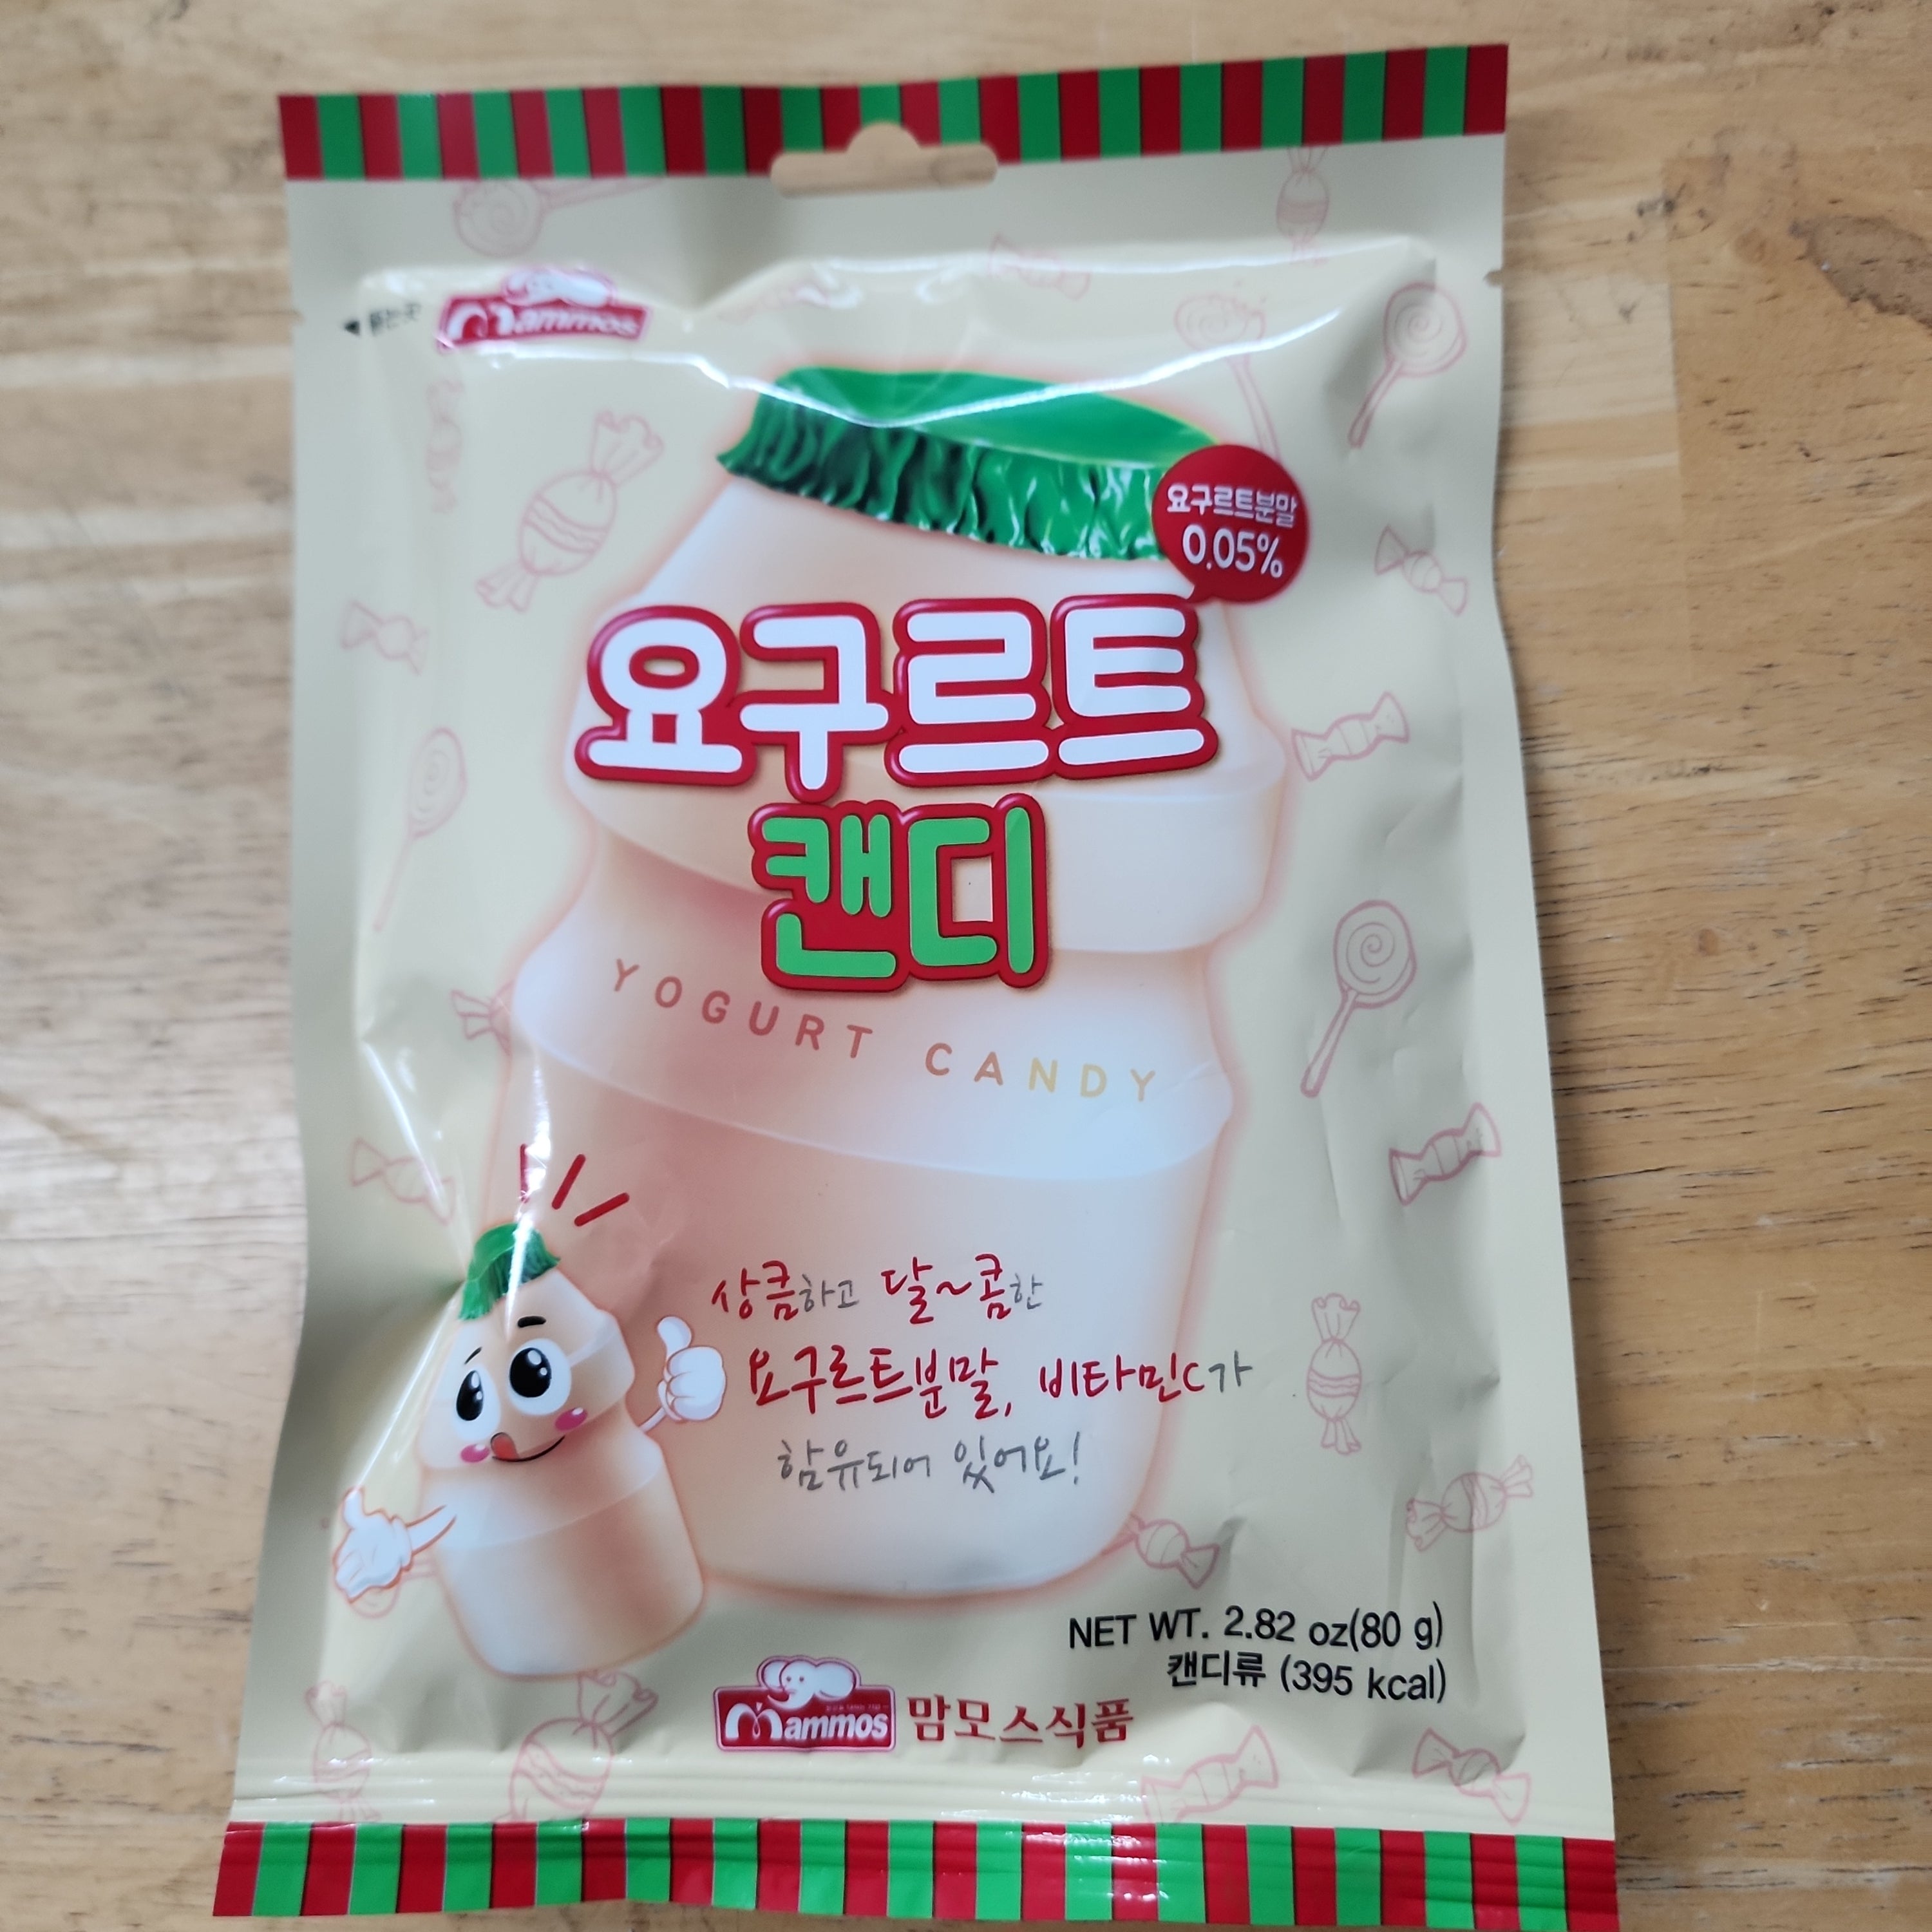 Mammos
요구르트분말
0.05%
요구르트
캔디
YOGURT CANDY
상큼하고 달~콤한
요구르트분말, 비타민C가
함유되어 있어요!
NET WT. 2.82 oz(80 g)
캔디류 (395 kcal)
Mammos 맘모스식품